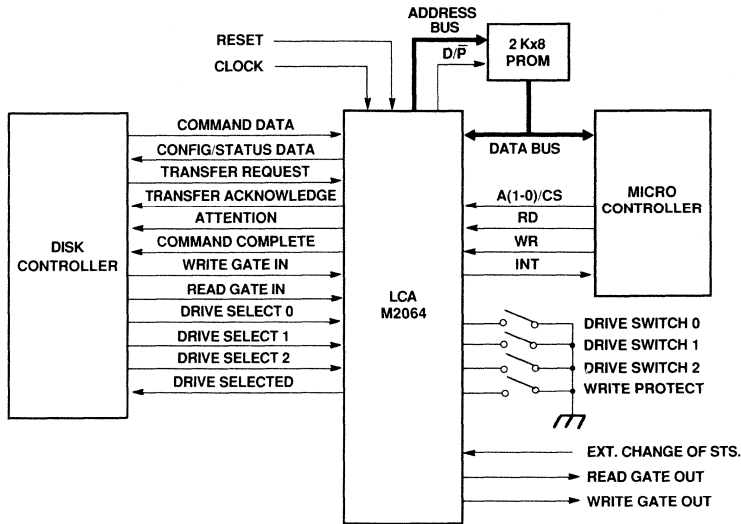 ADDRESS
BUS
RESET
CLOCK
D/P̅
2 Kx8
PROM
DISK
CONTROLLER
COMMAND DATA
CONFIG/STATUS DATA
TRANSFER REQUEST
TRANSFER ACKNOWLEDGE
ATTENTION
COMMAND COMPLETE
WRITE GATE IN
READ GATE IN
DRIVE SELECT 0
DRIVE SELECT 1
DRIVE SELECT 2
DRIVE SELECTED
LCA
M2064
DATA BUS
A(1-0)/CS
RD
WR
INT
MICRO
CONTROLLER
DRIVE SWITCH 0
DRIVE SWITCH 1
DRIVE SWITCH 2
WRITE PROTECT
EXT. CHANGE OF STS.
READ GATE OUT
WRITE GATE OUT